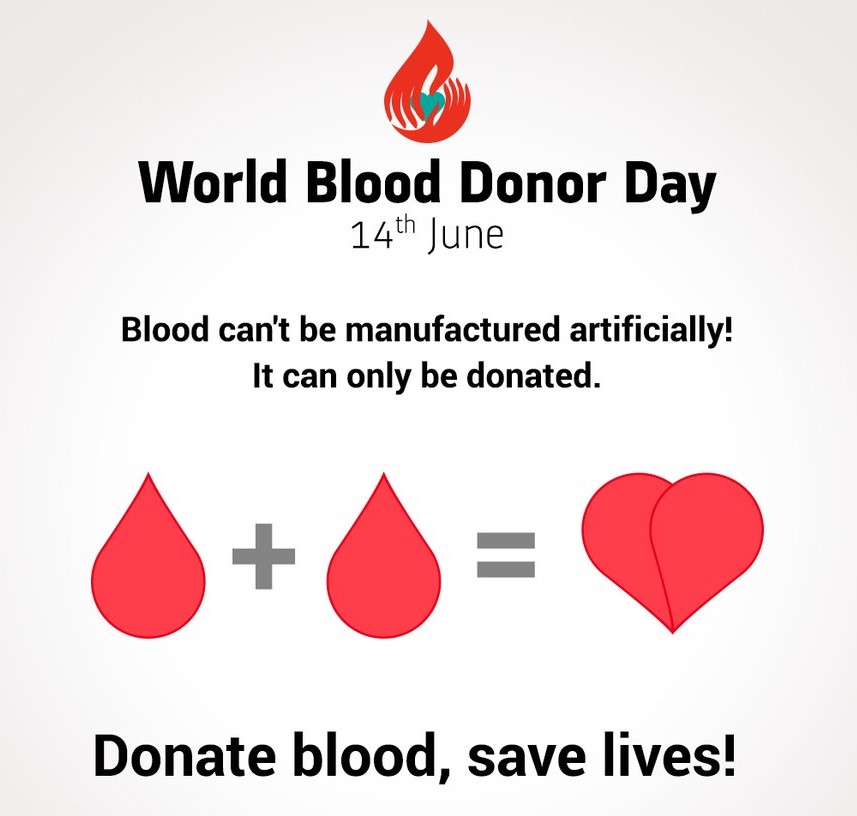 World Blood Donor Day
14th June
Blood can't be manufactured artificially!
It can only be donated.
+ =
Donate blood, save lives!